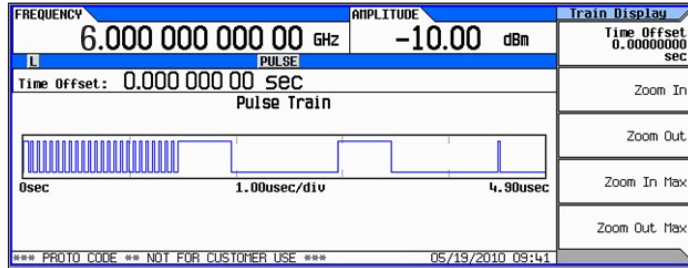 FREQUENCY
AMPLITUDE
6.000 000 000 00 GHz
-10.00 dBm
L
PULSE
Time Offset: 0.000 000 00 sec
Pulse Train
0sec
1.00usec/div
4.90usec
*** PROTO CODE ** NOT FOR CUSTOMER USE ***
05/19/2010 09:41
Train Display
Time Offset
0.00000000
sec
Zoom In
Zoom Out
Zoom In Max
Zoom Out Max